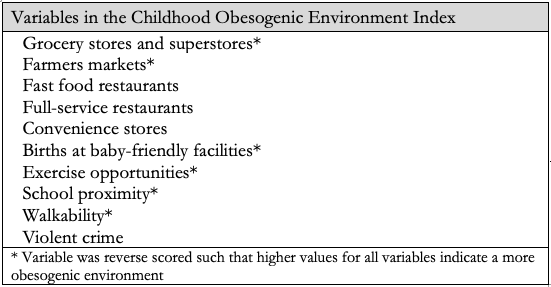 Variables in the Childhood Obesogenic Environment Index
Grocery stores and superstores*
Farmers markets*
Fast food restaurants
Full-service restaurants
Convenience stores
Births at baby-friendly facilities*
Exercise opportunities*
School proximity*
Walkability*
Violent crime
* Variable was reverse scored such that higher values for all variables indicate a more
obesogenic environment